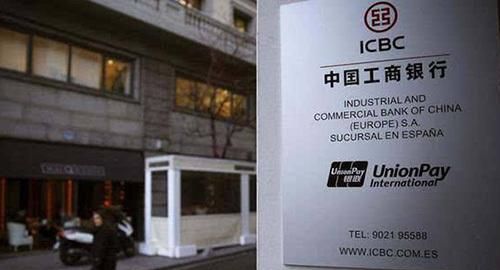 ICBC
中国工商银行
INDUSTRIAL AND
COMMERCIAL BANK OF CHINA
(EUROPE) S.A.
SUCURSAL EN ESPAÑA
UnionPay
银联
UnionPay
International
TEL: 9021 95588
WWW.ICBC.COM.ES